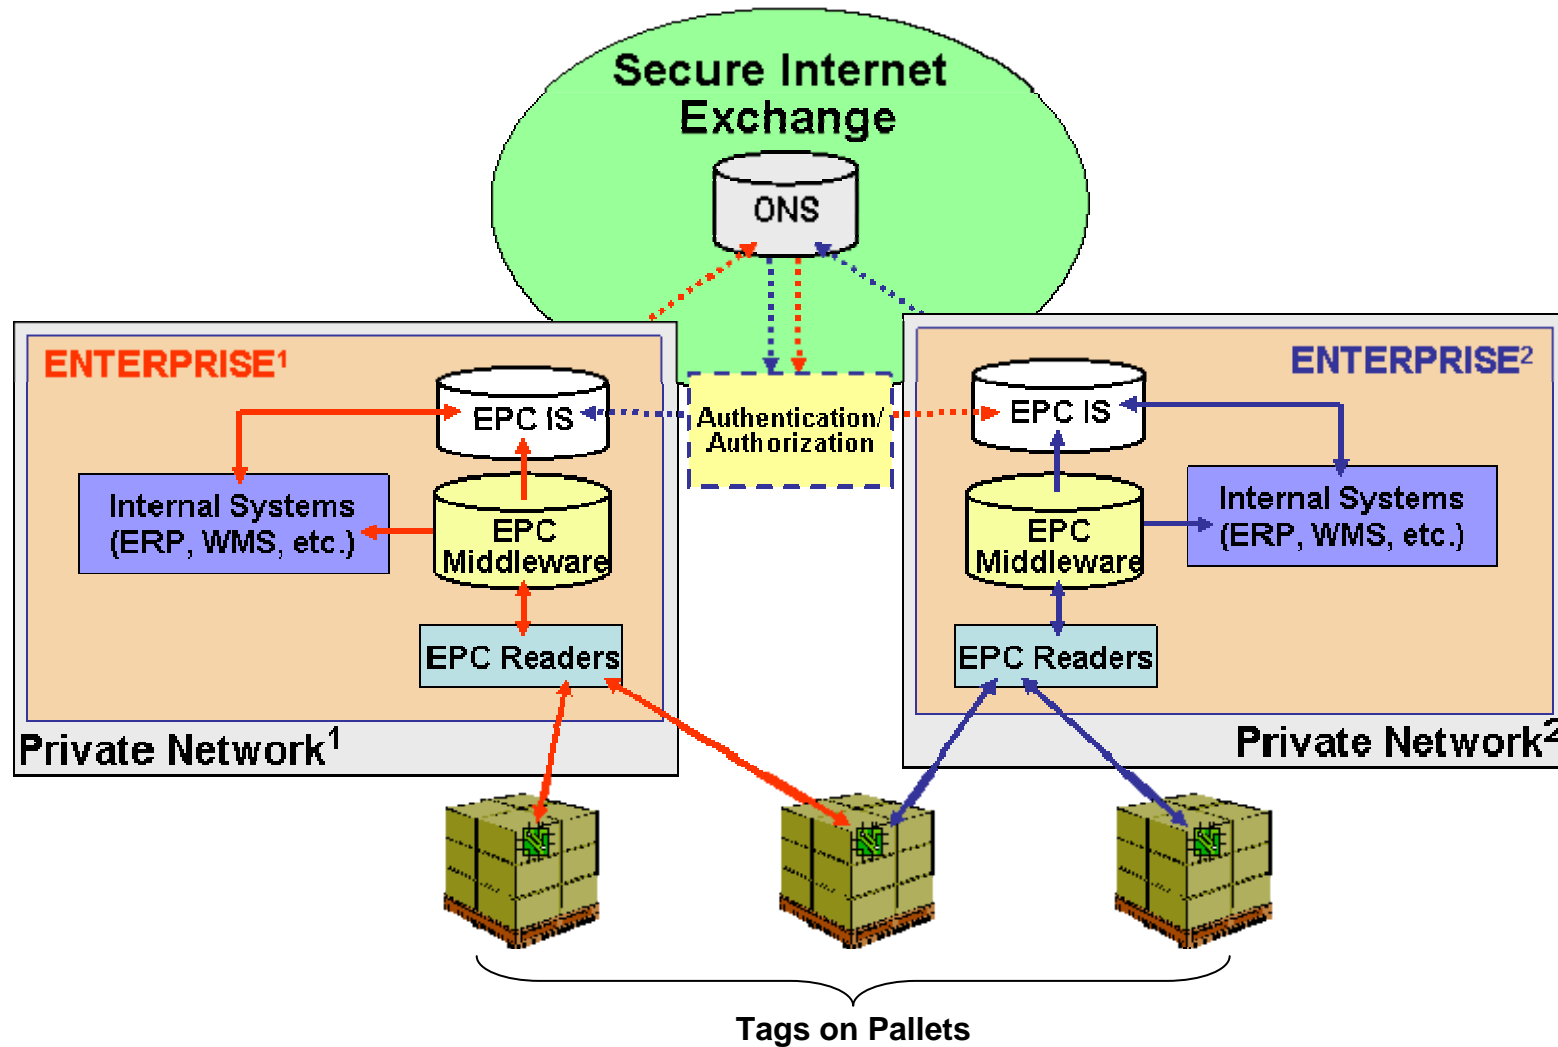 Secure Internet
Exchange
ONS
ENTERPRISE¹
EPC IS
Internal Systems
(ERP, WMS, etc.)
EPC
Middleware
EPC Readers
Private Network¹
Authentication/
Authorization
ENTERPRISE²
EPC IS
Internal Systems
(ERP, WMS, etc.)
EPC
Middleware
EPC Readers
Private Network²
Tags on Pallets